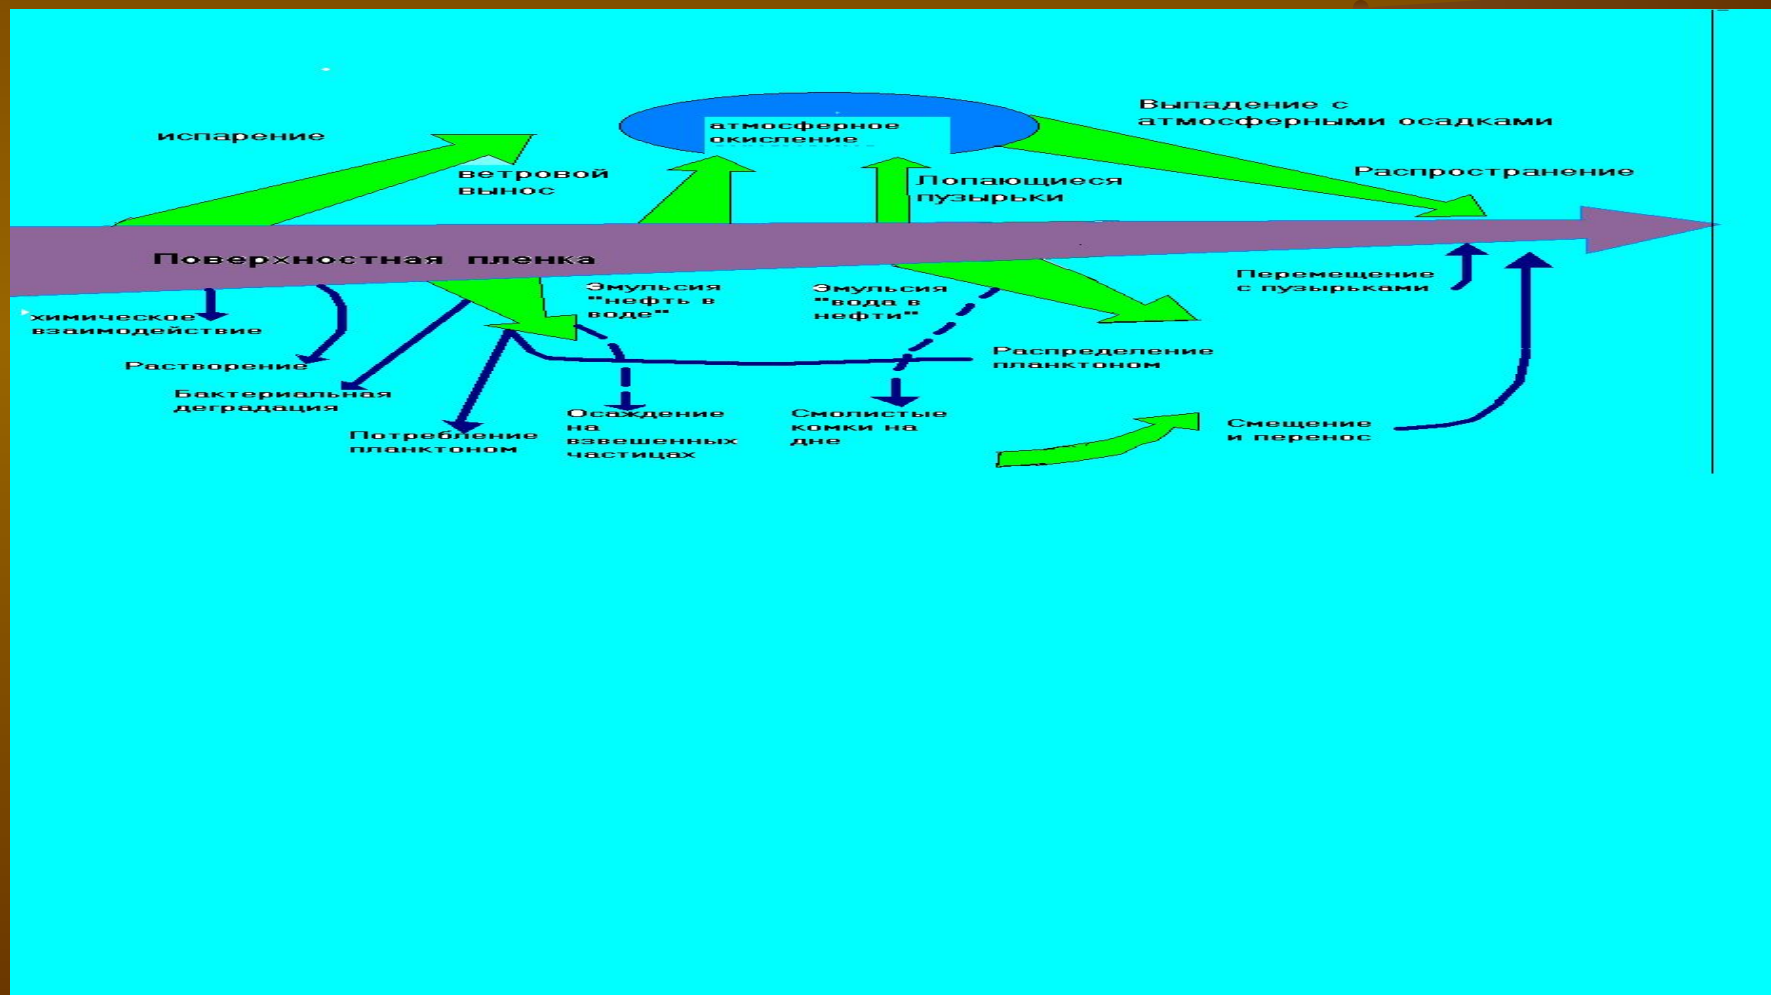 испарение
ветровой
вынос
атмосферное
окисление
Выпадение с
атмосферными осадками
Распространение
Лопающиеся
пузырьки
Поверхностная пленка
химическое
взаимодействие
Растворение
Бактериальная
деградация
Потребление
планктоном
Эмульсия
"нефть в
воде"
Осаждение
на
взвешенных
частицах
Эмульсия
"вода в
нефти"
Смолистые
комки на
дне
Распределение
планктоном
Перемещение
с пузырьками
Смещение
и перенос